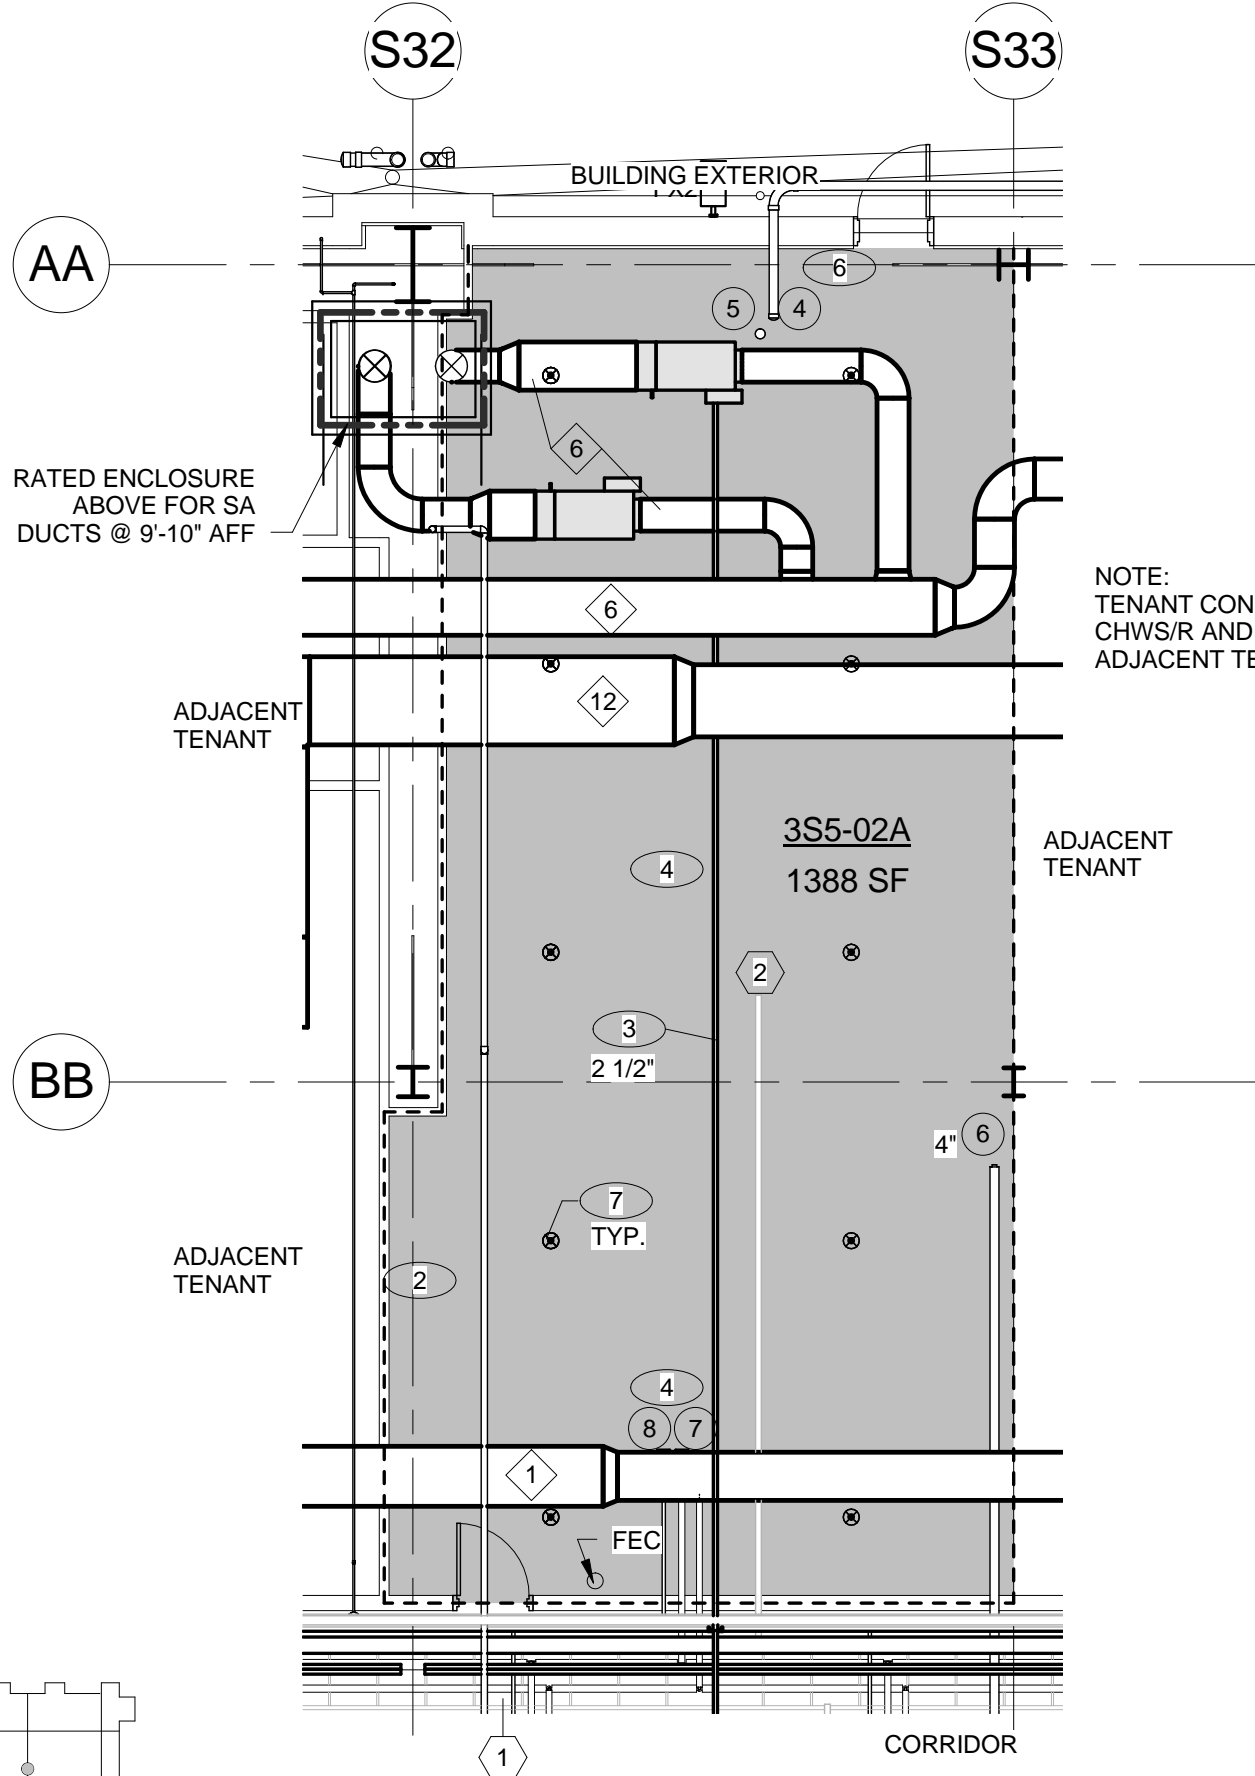 S32
S33
BUILDING EXTERIOR
AA
6
5
4
6
RATED ENCLOSURE
ABOVE FOR SA
DUCTS @ 9'-10" AFF
NOTE:
TENANT CON
CHWS/R AND
ADJACENT TE
6
12
ADJACENT
TENANT
3S5-02A
1388 SF
ADJACENT
TENANT
4
2
3
2 1/2"
BB
4"
6
7
TYP.
ADJACENT
TENANT
2
4
8
7
1
FEC
CORRIDOR
1